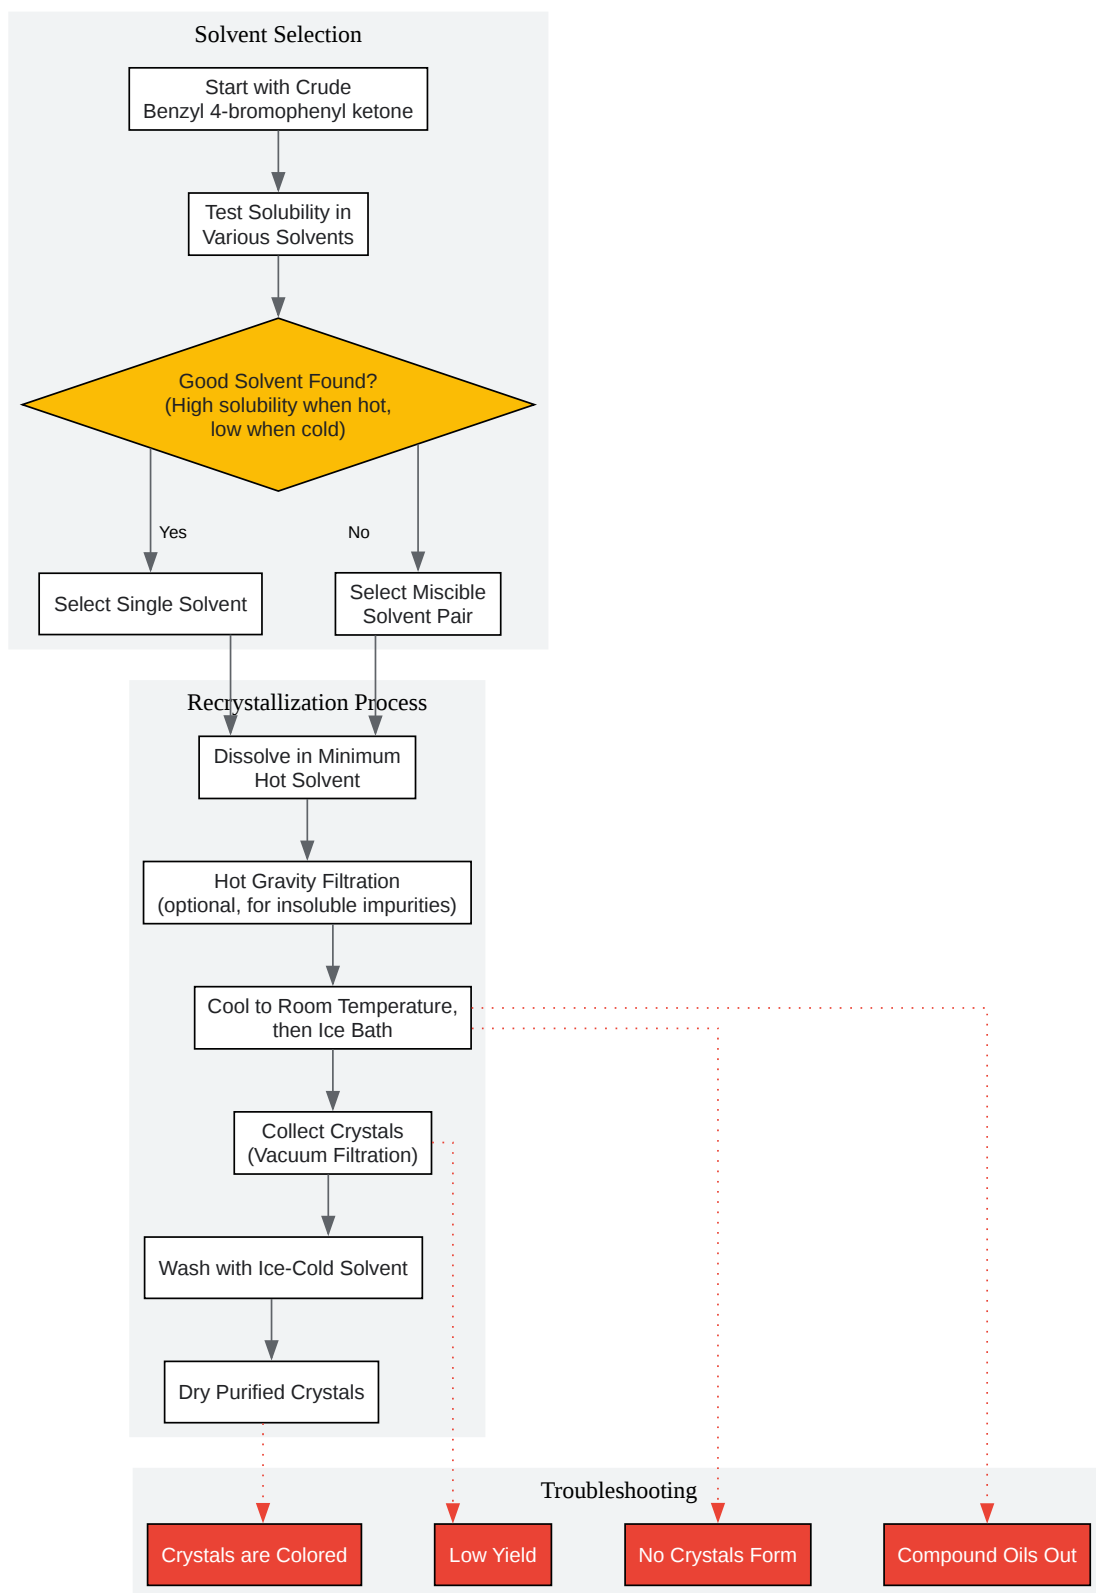 Solvent Selection
Start with Crude
Benzyl 4-bromophenyl ketone
Test Solubility in
Various Solvents
Good Solvent Found?
(High solubility when hot,
low when cold)
Yes
No
Select Single Solvent
Select Miscible
Solvent Pair
Recrystallization Process
Dissolve in Minimum
Hot Solvent
Hot Gravity Filtration
(optional, for insoluble impurities)
Cool to Room Temperature,
then Ice Bath
Collect Crystals
(Vacuum Filtration)
Wash with Ice-Cold Solvent
Dry Purified Crystals
Troubleshooting
Crystals are Colored
Low Yield
No Crystals Form
Compound Oils Out